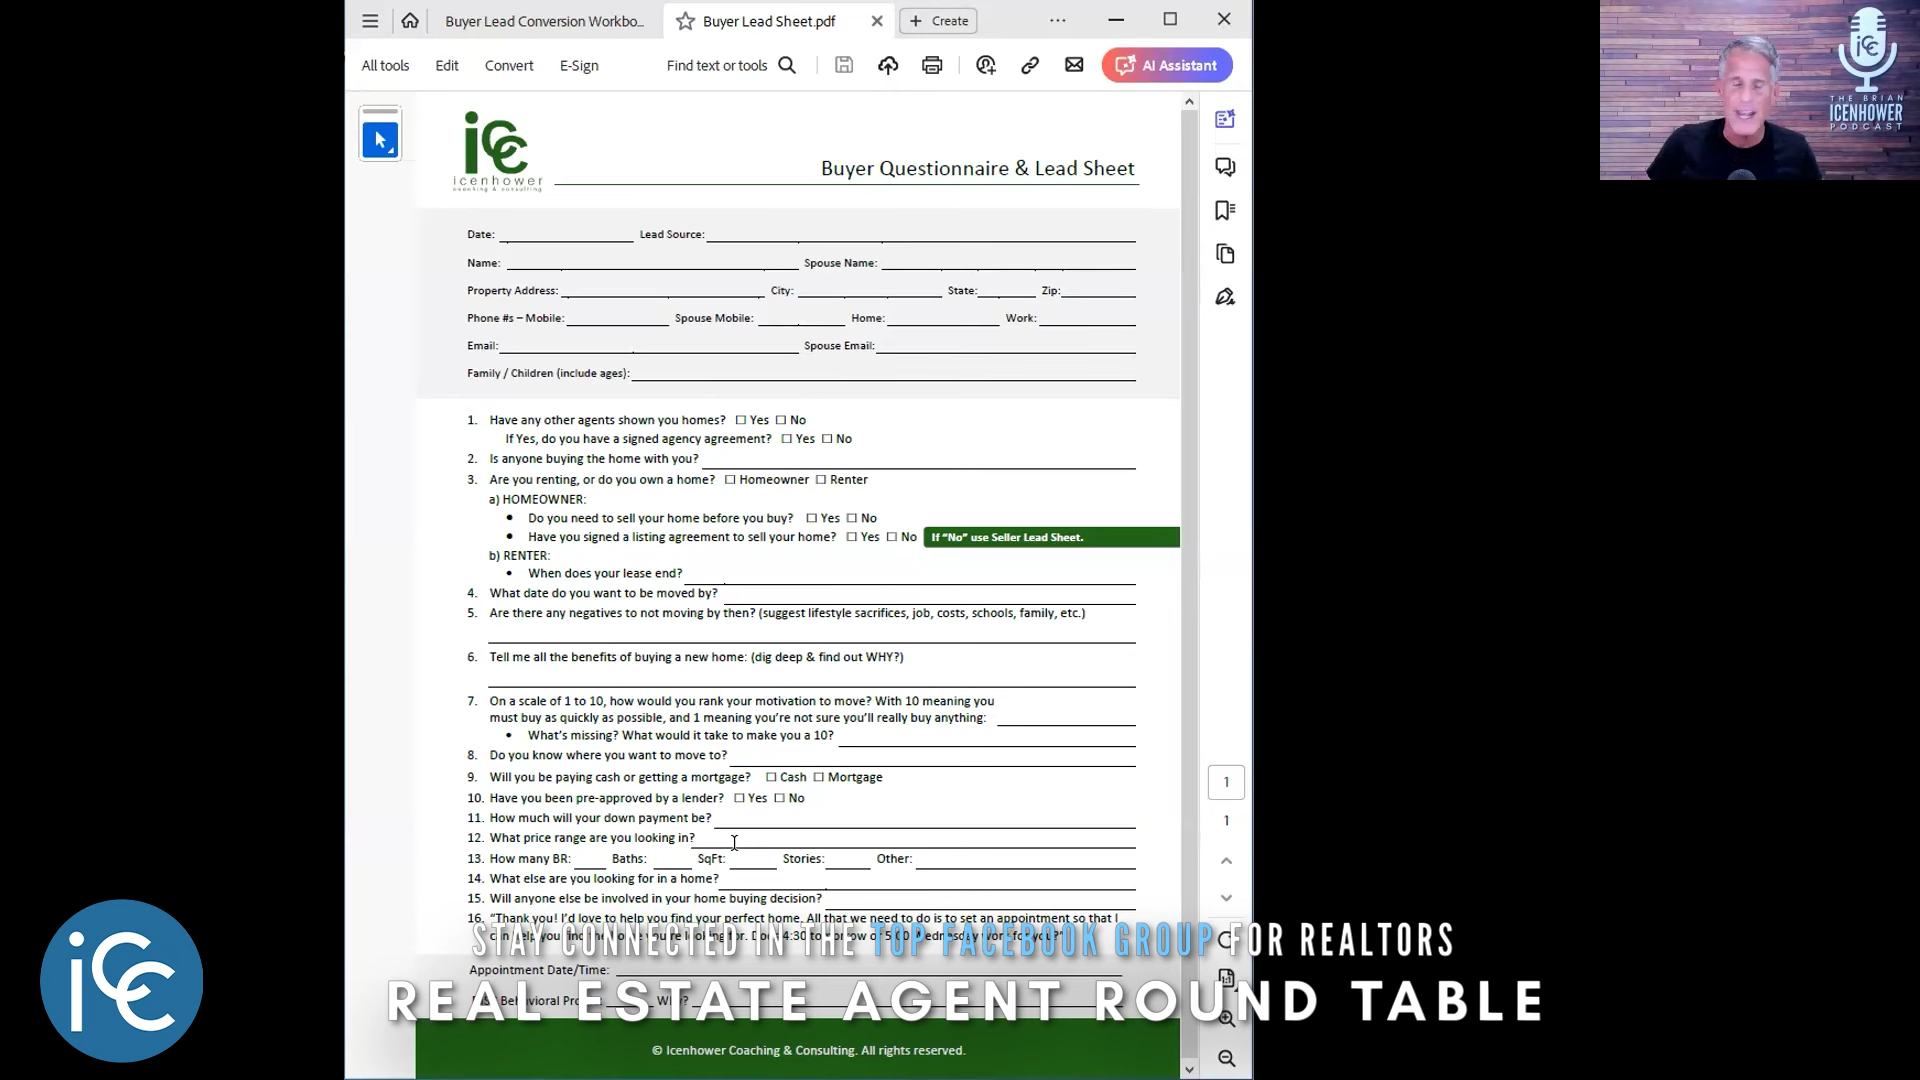 Buyer Lead Conversion Workbo...
Buyer Lead Sheet.pdf
Create
All tools
Edit
Convert
E-Sign
Find text or tools
AI Assistant
icc
THE BRIAN
ICENHOWER
PODCAST
icc
icenhower
coaching & consulting
Buyer Questionnaire & Lead Sheet
Date: Lead Source:
Name: Spouse Name:
Property Address: City: State: Zip:
Phone #s – Mobile: Spouse Mobile: Home: Work:
Email: Spouse Email:
Family / Children (include ages):
1. Have any other agents shown you homes? ☐ Yes ☐ No
If Yes, do you have a signed agency agreement? ☐ Yes ☐ No
2. Is anyone buying the home with you?
3. Are you renting, or do you own a home? ☐ Homeowner ☐ Renter
a) HOMEOWNER:
• Do you need to sell your home before you buy? ☐ Yes ☐ No
• Have you signed a listing agreement to sell your home? ☐ Yes ☐ No If “No” use Seller Lead Sheet.
b) RENTER:
• When does your lease end?
4. What date do you want to be moved by?
5. Are there any negatives to not moving by then? (suggest lifestyle sacrifices, job, costs, schools, family, etc.)
6. Tell me all the benefits of buying a new home: (dig deep & find out WHY?)
7. On a scale of 1 to 10, how would you rank your motivation to move? With 10 meaning you
must buy as quickly as possible, and 1 meaning you’re not sure you’ll really buy anything:
• What’s missing? What would it take to make you a 10?
8. Do you know where you want to move to?
9. Will you be paying cash or getting a mortgage? ☐ Cash ☐ Mortgage
10. Have you been pre-approved by a lender? ☐ Yes ☐ No
11. How much will your down payment be?
12. What price range are you looking in?
13. How many BR: Baths: SqFt: Stories: Other:
14. What else are you looking for in a home?
15. Will anyone else be involved in your home buying decision?
16. “Thank you! I’d love to help you find your perfect home. All that we need to do is to set an appointment so that I
STAY CONNECTED IN THE TOP FACEBOOK GROUP FOR REALTORS
Appointment Date/Time:
Behavioral Why?
REAL ESTATE AGENT ROUND TABLE
© Icenhower Coaching & Consulting. All rights reserved.
1
1
icc